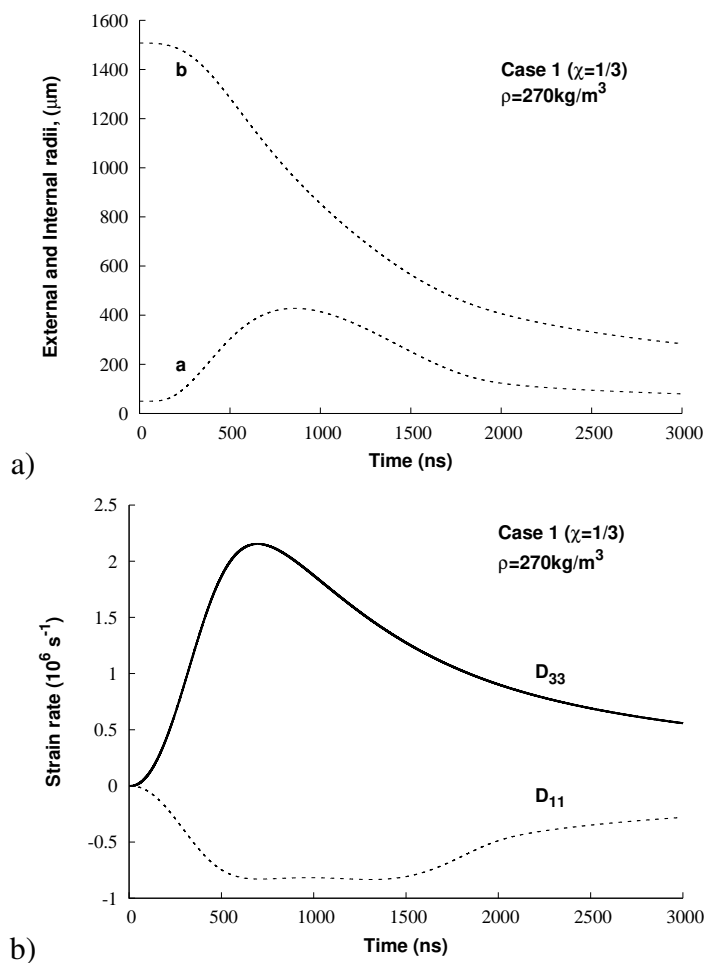 1600
1400
1200
1000
800
600
400
200
0
External and Internal radii, (μm)
b
a
Case 1 (χ=1/3)
ρ=270kg/m³
0 500 1000 1500 2000 2500 3000
Time (ns)
a)
2.5
2
1.5
1
0.5
0
-0.5
-1
Strain rate (10⁶ s⁻¹)
Case 1 (χ=1/3)
ρ=270kg/m³
D₃₃
D₁₁
0 500 1000 1500 2000 2500 3000
Time (ns)
b)